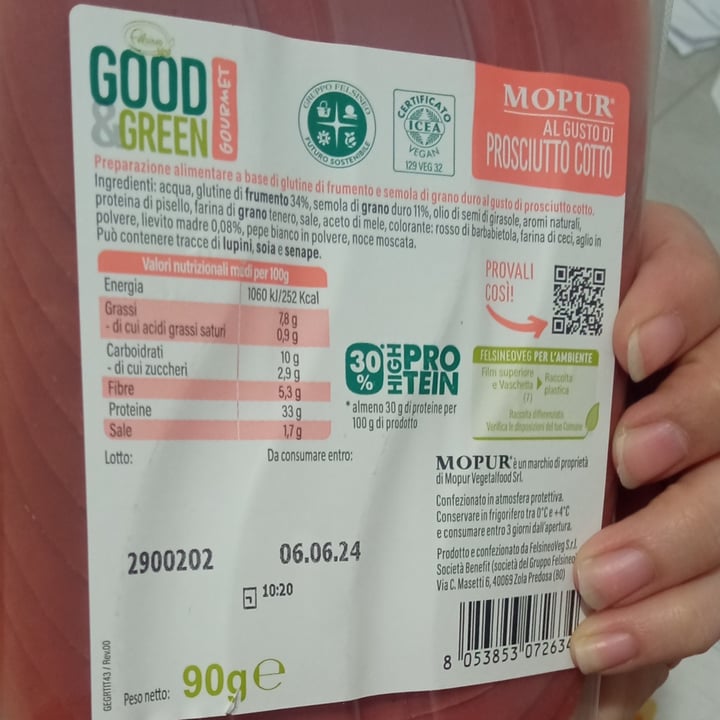 GOOD
&GREEN
GOURMET
GRUPPO FELSINEO
FUTURO SOSTENIBILE
CERTIFICATO
ICEA
VEGAN
129 VEG 32
MOPUR®
AL GUSTO DI
PROSCIUTTO COTTO
Preparazione alimentare a base di glutine di frumento e semola di grano duro al gusto di prosciutto cotto.
Ingredienti: acqua, glutine di frumento 34%, semola di grano duro 11%, olio di semi di girasole, aromi naturali,
proteina di pisello, farina di grano tenero, sale, aceto di mele, colorante: rosso di barbabietola, farina di ceci, aglio in
polvere, lievito madre 0,08%, pepe bianco in polvere, noce moscata.
Può contenere tracce di lupini, soia e senape.
Valori nutrizionali medi per 100g
Energia 1060 kJ/252 Kcal
Grassi 7,8 g
- di cui acidi grassi saturi 0,9 g
Carboidrati 10 g
- di cui zuccheri 2,9 g
Fibre 5,3 g
Proteine 33 g
Sale 1,7 g
PROVALI
COSÌ!
30%* HIGH PROTEIN
* almeno 30 g di proteine per
100 g di prodotto
FELSINEOVEG PER L'AMBIENTE
Film superiore
e Vaschetta
(7)
Raccolta
plastica
Raccolta differenziata.
Verifica le disposizioni del tuo Comune
Lotto: Da consumare entro:
2900202 06.06.24
10:20
MOPUR® è un marchio di proprietà
di Mopur Vegetalfood Srl.
Confezionato in atmosfera protettiva.
Conservare in frigorifero tra 0°C e +4°C
e consumare entro 3 giorni dall'apertura.
Prodotto e confezionato da FelsineoVeg S.r.l.
Società Benefit (società del Gruppo Felsineo)
Via C. Masetti 6, 40069 Zola Predosa (BO)
8 053853 072634
GEGRT1T43 / Rev.00
Peso netto: 90g e